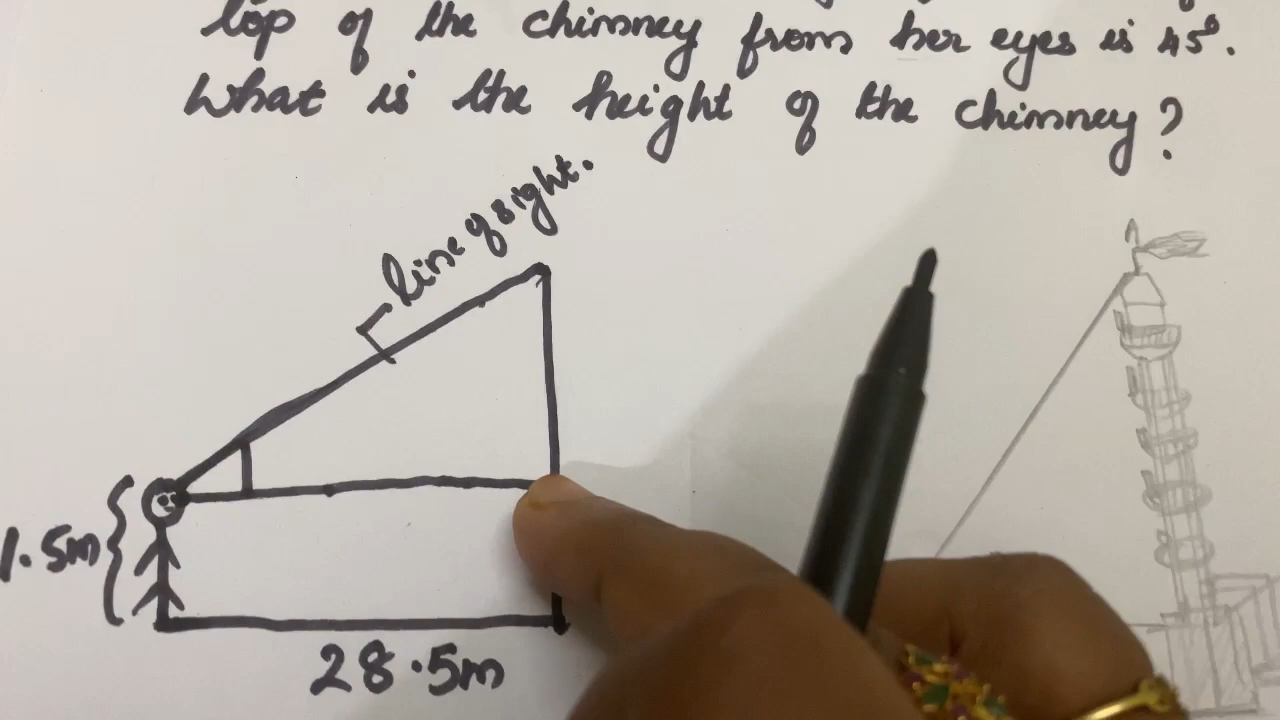 top of the chimney from her eyes is 45°.
What is the height of the chimney?
line of sight.
1.5m
28.5m